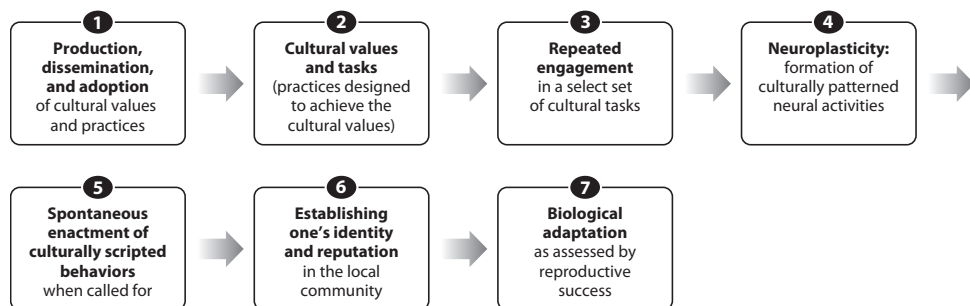 1
Production,
dissemination,
and adoption
of cultural values
and practices
2
Cultural values
and tasks
(practices designed
to achieve the
cultural values)
3
Repeated
engagement
in a select set
of cultural tasks
4
Neuroplasticity:
formation of
culturally patterned
neural activities
5
Spontaneous
enactment of
culturally scripted
behaviors
when called for
6
Establishing
one's identity
and reputation
in the local
community
7
Biological
adaptation
as assessed by
reproductive
success